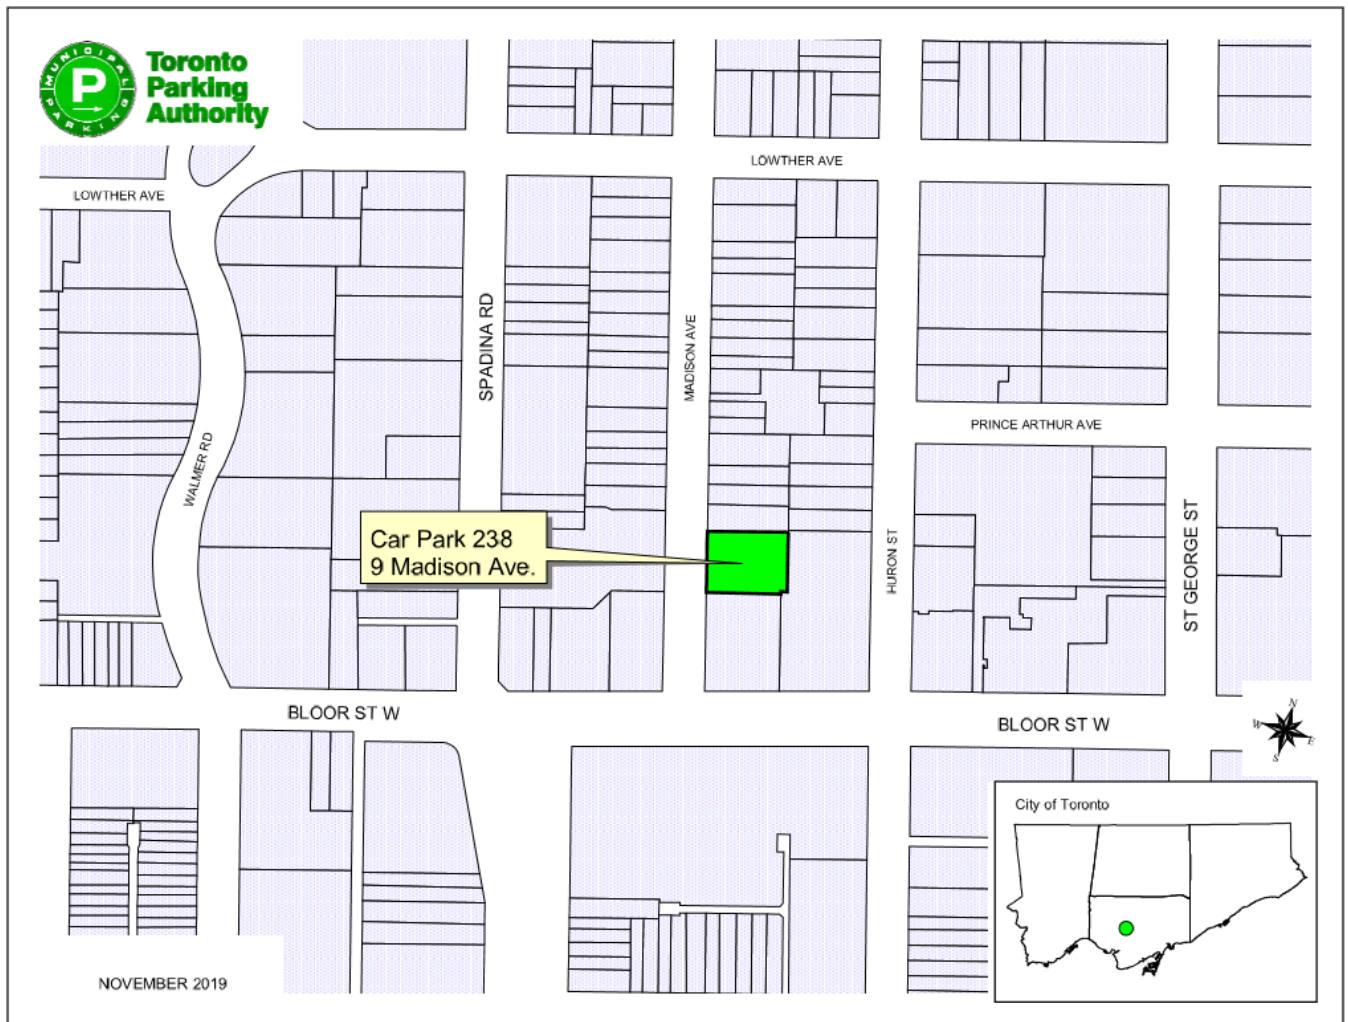 MUNICIPAL PARKING
P
Toronto
Parking
Authority
LOWTHER AVE
LOWTHER AVE
SPADINA RD
MADISON AVE
WALMER RD
PRINCE ARTHUR AVE
HURON ST
ST GEORGE ST
Car Park 238
9 Madison Ave.
BLOOR ST W
BLOOR ST W
N
W
E
S
City of Toronto
NOVEMBER 2019